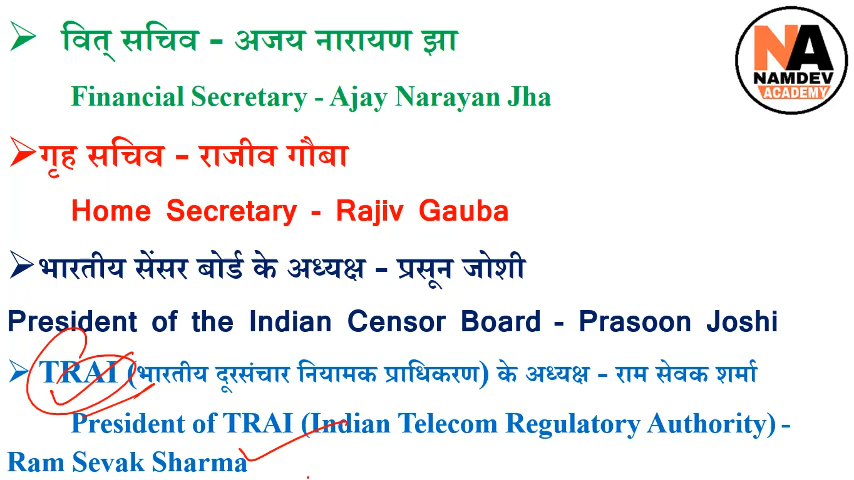 वित् सचिव - अजय नारायण झा
NA
NAMDEV
ACADEMY
Financial Secretary - Ajay Narayan Jha
गृह सचिव - राजीव गौबा
Home Secretary - Rajiv Gauba
भारतीय सेंसर बोर्ड के अध्यक्ष - प्रसून जोशी
President of the Indian Censor Board - Prasoon Joshi
TRAI (भारतीय दूरसंचार नियामक प्राधिकरण) के अध्यक्ष - राम सेवक शर्मा
President of TRAI (Indian Telecom Regulatory Authority) -
Ram Sevak Sharma